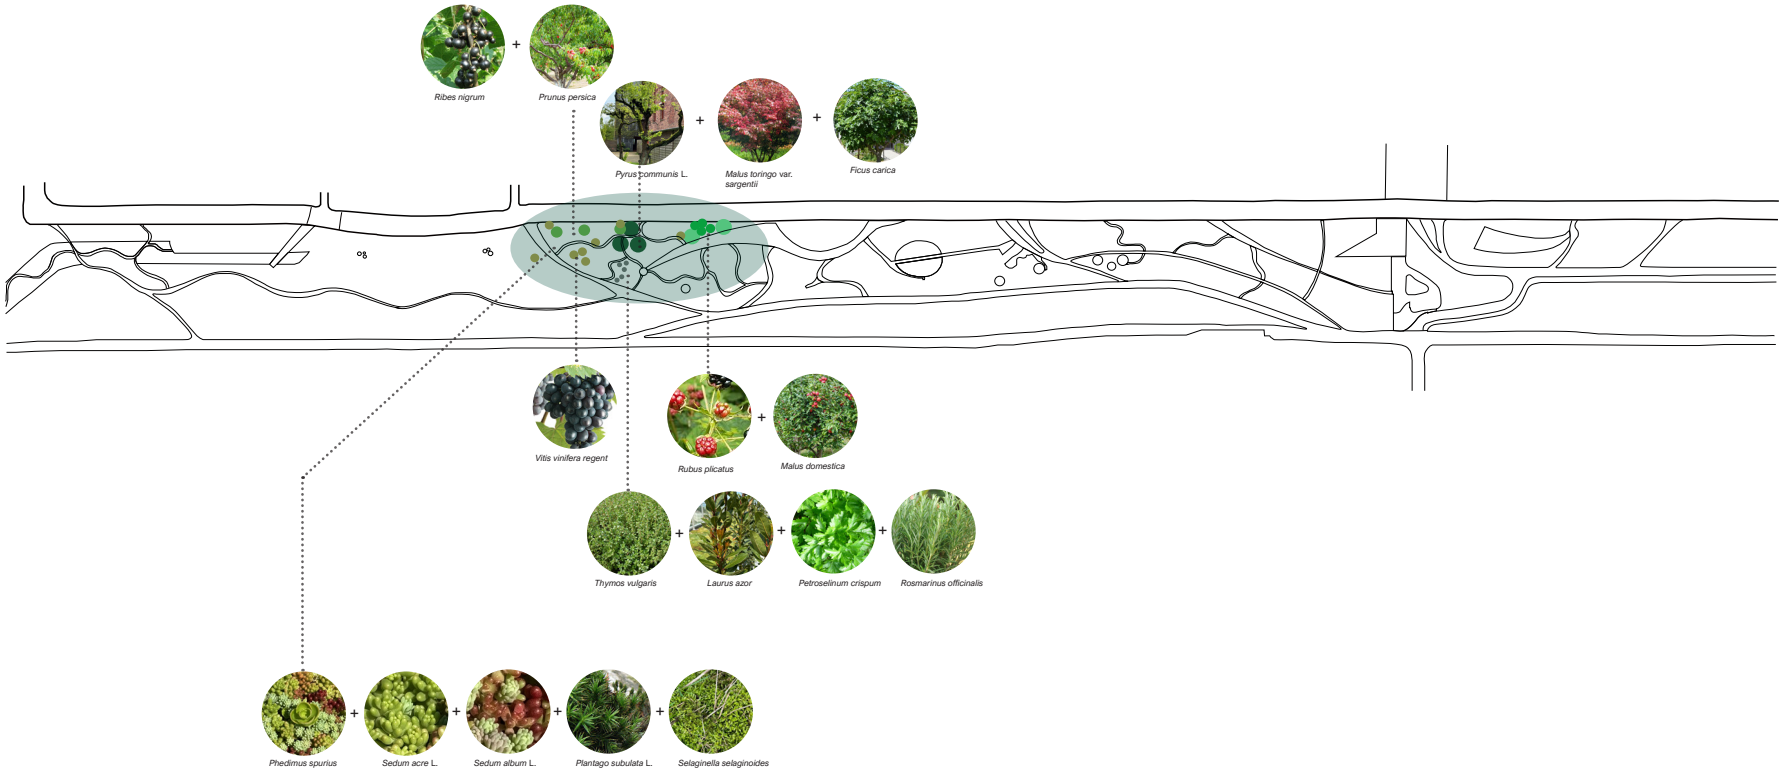 Ribes nigrum
+
Prunus persica
Pyrus communis L.
+
Malus toringo var.
sargentii
+
Ficus carica
Vitis vinifera regent
Rubus plicatus
+
Malus domestica
Thymos vulgaris
+
Laurus azor
+
Petroselinum crispum
+
Rosmarinus officinalis
Phedimus spurius
+
Sedum acre L.
+
Sedum album L.
+
Plantago subulata L.
+
Selaginella selaginoides